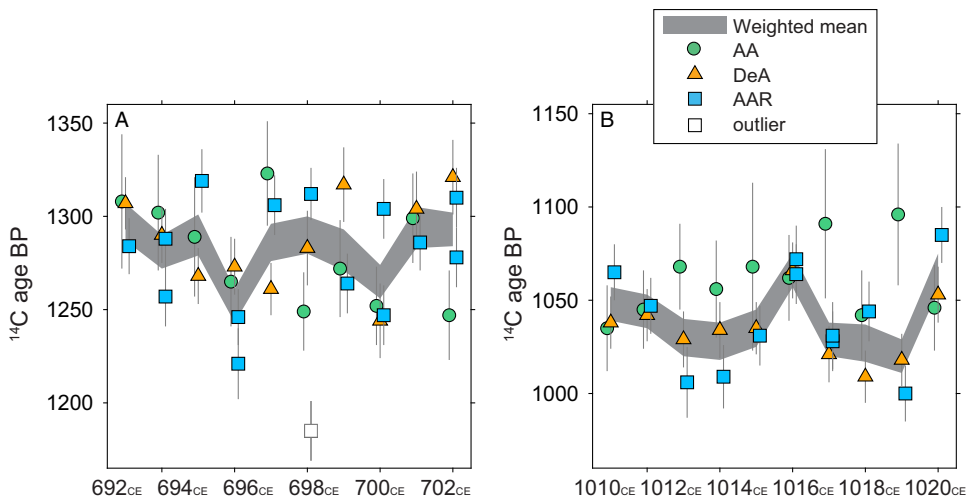 Weighted mean
AA
DeA
AAR
outlier
A
1350
1300
1250
1200
¹⁴C age BP
692CE 694CE 696CE 698CE 700CE 702CE
B
1150
1100
1050
1000
¹⁴C age BP
1010CE 1012CE 1014CE 1016CE 1018CE 1020CE